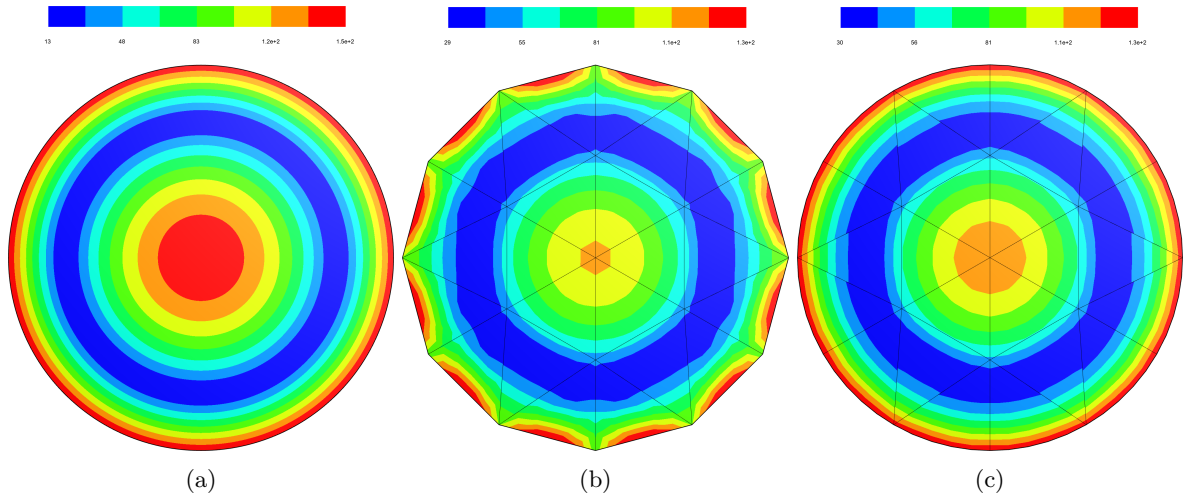 13 48 83 1.2e+2 1.5e+2
29 55 81 1.1e+2 1.3e+2
30 56 81 1.1e+2 1.3e+2
(a) (b) (c)